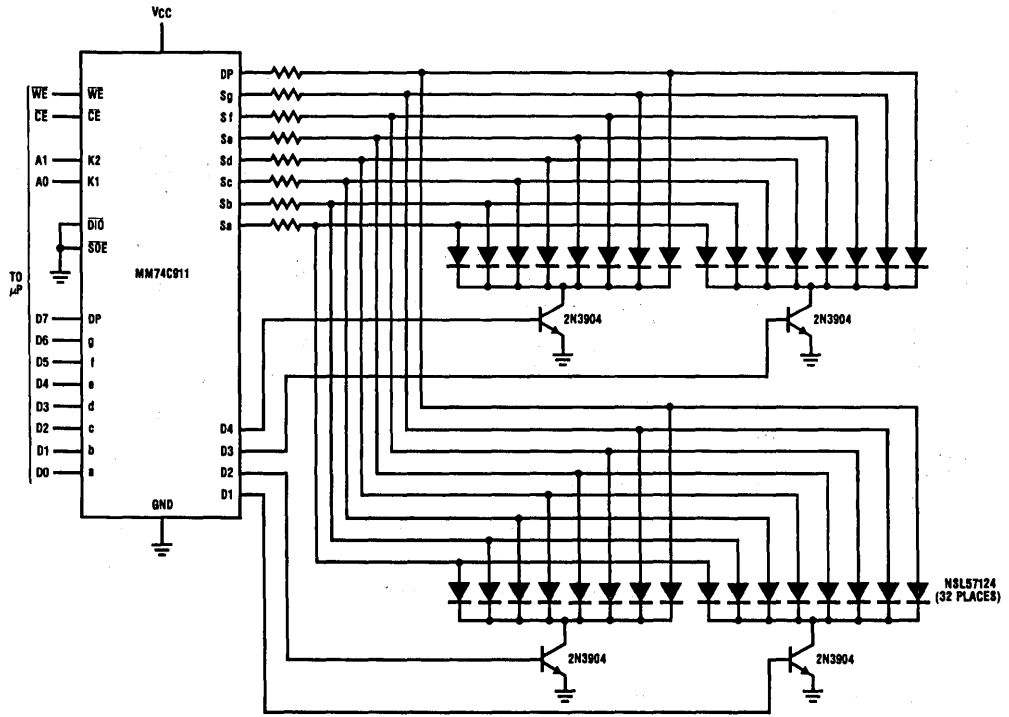 VCC
WE WE
CE CE
A1 K2
A0 K1
DIO
SOE
MM74C911
TO
µP
D7 DP
D6 g
D5 f
D4 e
D3 d
D2 c
D1 b
D0 a
GND
DP
Sg
Sf
Se
Sd
Sc
Sb
Sa
D4
D3
D2
D1
2N3904
2N3904
NSL57124
(32 PLACES)
2N3904
2N3904